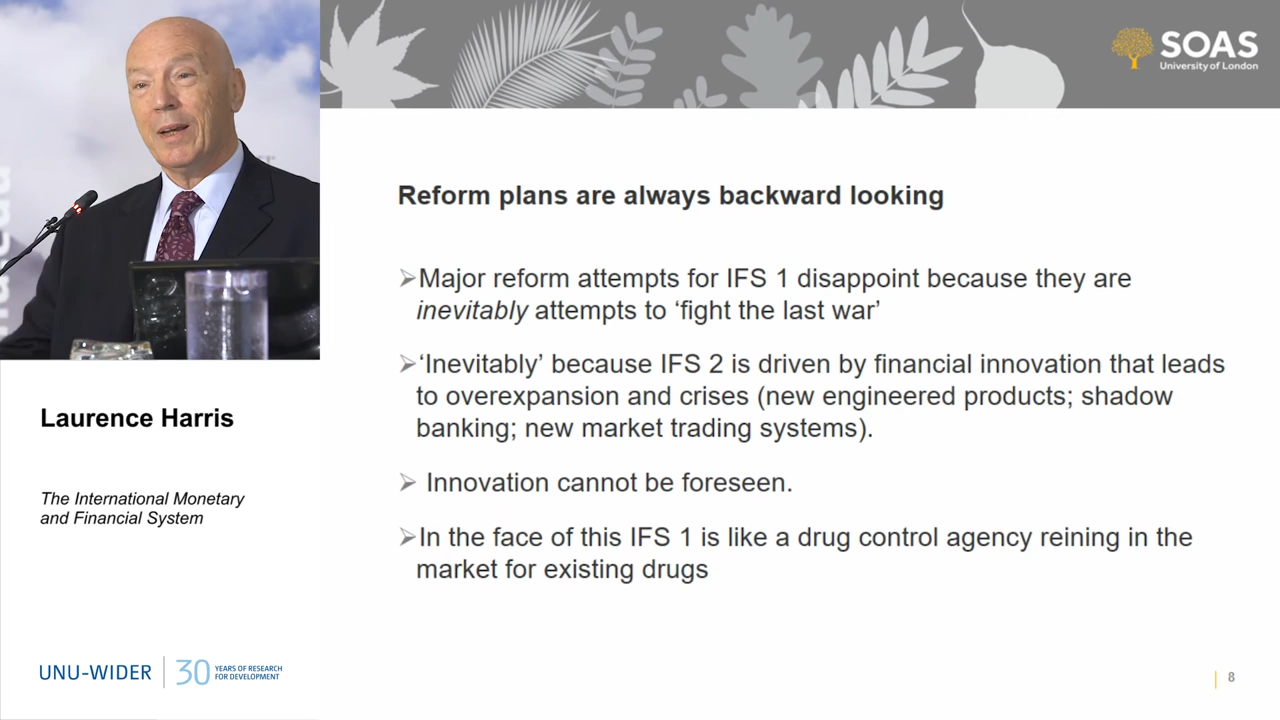 SOAS
University of London
Reform plans are always backward looking
➢Major reform attempts for IFS 1 disappoint because they are
inevitably attempts to ‘fight the last war’
➢‘Inevitably’ because IFS 2 is driven by financial innovation that leads
to overexpansion and crises (new engineered products; shadow
banking; new market trading systems).
➢ Innovation cannot be foreseen.
➢In the face of this IFS 1 is like a drug control agency reining in the
market for existing drugs
Laurence Harris
The International Monetary
and Financial System
UNU-WIDER
30
YEARS OF RESEARCH
FOR DEVELOPMENT
8